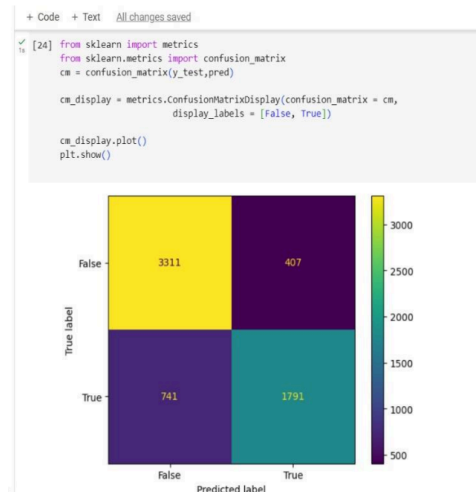 + Code + Text All changes saved
1s [24] from sklearn import metrics
from sklearn.metrics import confusion_matrix
cm = confusion_matrix(y_test,pred)
cm_display = metrics.ConfusionMatrixDisplay(confusion_matrix = cm,
display_labels = [False, True])
cm_display.plot()
plt.show()
3000
False 3311 407
2500
2000
True label
1500
True 741 1791
1000
500
False True
Predicted label